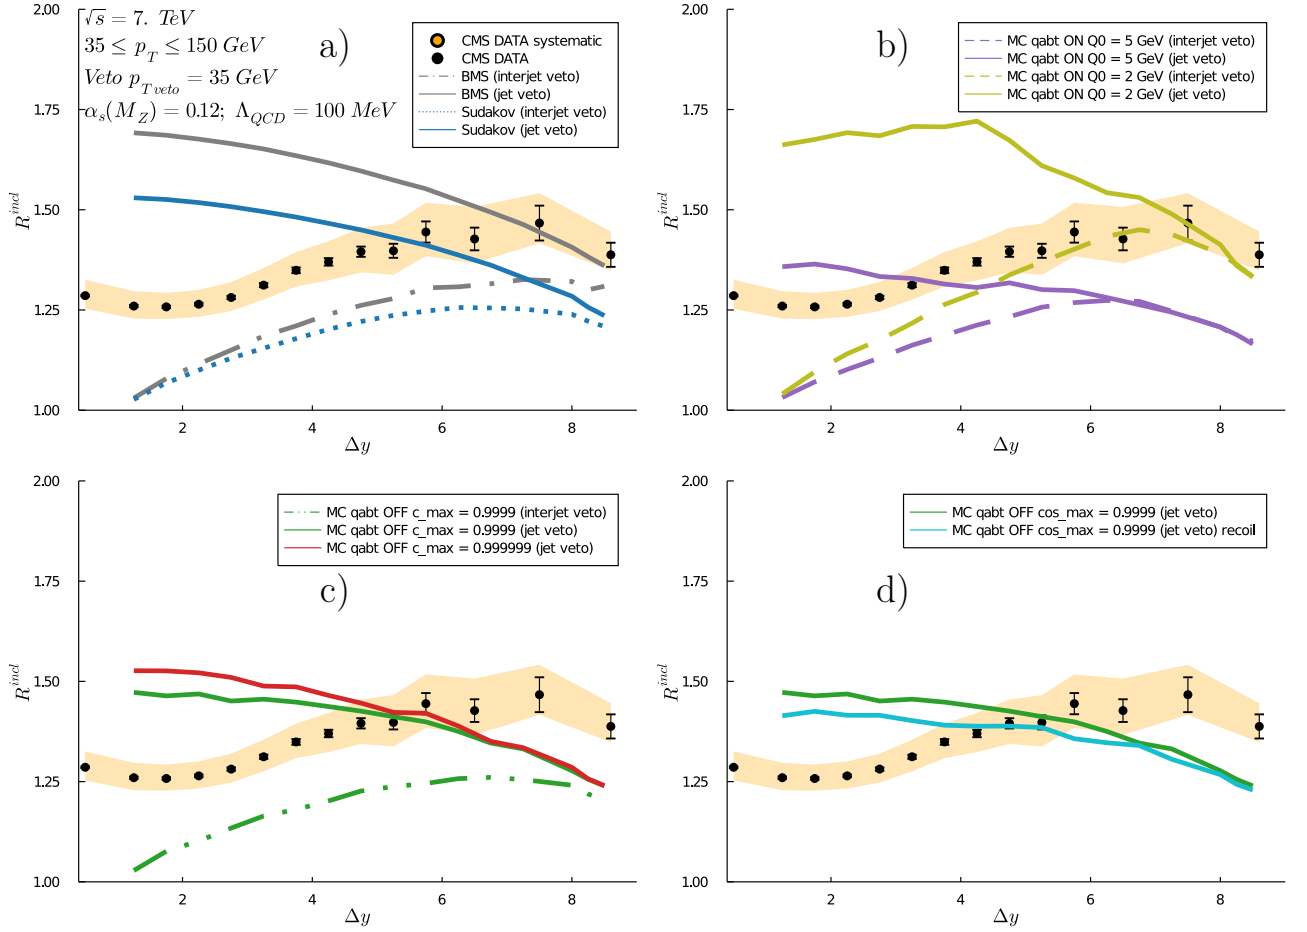 √s = 7. TeV
35 ≤ p_T ≤ 150 GeV
Veto p_{T veto} = 35 GeV
α_s(M_Z) = 0.12; Λ_{QCD} = 100 MeV
a)
CMS DATA systematic
CMS DATA
BMS (interjet veto)
BMS (jet veto)
Sudakov (interjet veto)
Sudakov (jet veto)
2.00
1.75
1.50
1.25
1.00
R^{incl}
2 4 6 8
Δy
b)
MC qabt ON Q0 = 5 GeV (interjet veto)
MC qabt ON Q0 = 5 GeV (jet veto)
MC qabt ON Q0 = 2 GeV (interjet veto)
MC qabt ON Q0 = 2 GeV (jet veto)
2.00
1.75
1.50
1.25
1.00
R^{incl}
2 4 6 8
Δy
c)
MC qabt OFF c_max = 0.9999 (interjet veto)
MC qabt OFF c_max = 0.9999 (jet veto)
MC qabt OFF c_max = 0.999999 (jet veto)
2.00
1.75
1.50
1.25
1.00
R^{incl}
2 4 6 8
Δy
d)
MC qabt OFF cos_max = 0.9999 (jet veto)
MC qabt OFF cos_max = 0.9999 (jet veto) recoil
2.00
1.75
1.50
1.25
1.00
R^{incl}
2 4 6 8
Δy